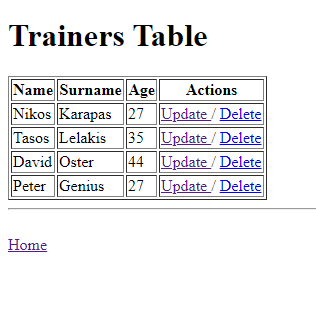 Trainers Table
Name Surname Age Actions
Nikos Karapas 27 Update / Delete
Tasos Lelakis 35 Update / Delete
David Oster 44 Update / Delete
Peter Genius 27 Update / Delete
Home